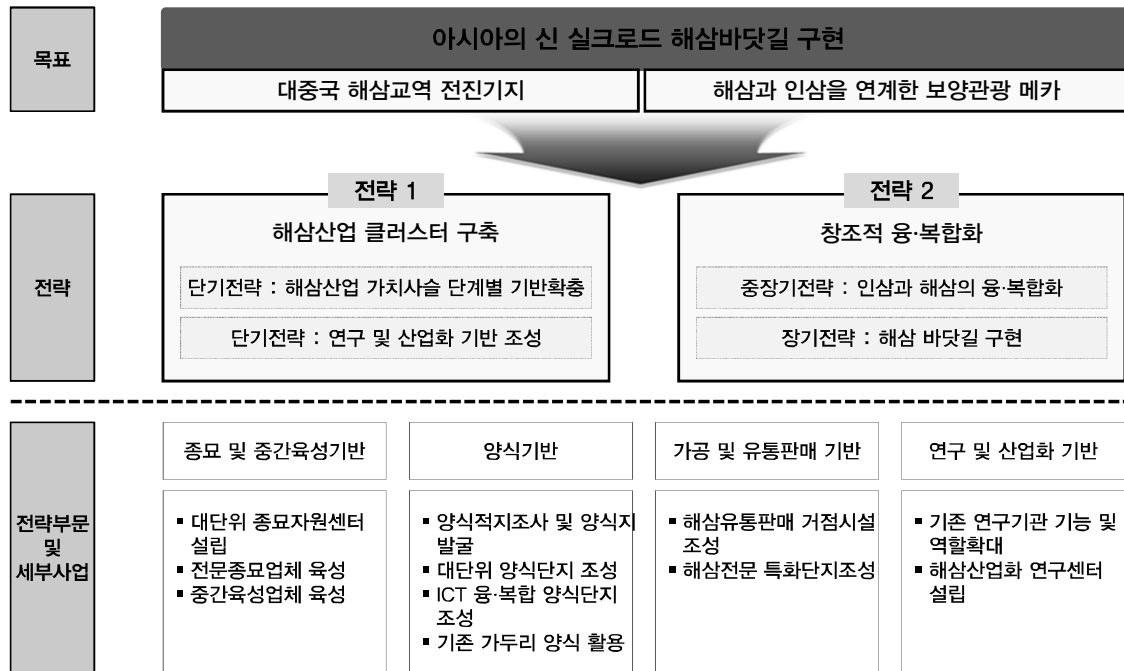 목표
아시아의 신 실크로드 해삼바닷길 구현
대중국 해삼교역 전진기지
해삼과 인삼을 연계한 보양관광 메카
전략
전략 1
해삼산업 클러스터 구축
단기전략 : 해삼산업 가치사슬 단계별 기반확충
단기전략 : 연구 및 산업화 기반 조성
전략 2
창조적 융·복합화
중장기전략 : 인삼과 해삼의 융·복합화
장기전략 : 해삼 바닷길 구현
전략부문
및
세부사업
종묘 및 중간육성기반
▪ 대단위 종묘자원센터
설립
▪ 전문종묘업체 육성
▪ 중간육성업체 육성
양식기반
▪ 양식적지조사 및 양식지
발굴
▪ 대단위 양식단지 조성
▪ ICT 융·복합 양식단지
조성
▪ 기존 가두리 양식 활용
가공 및 유통판매 기반
▪ 해삼유통판매 거점시설
조성
▪ 해삼전문 특화단지조성
연구 및 산업화 기반
▪ 기존 연구기관 기능 및
역할확대
▪ 해삼산업화 연구센터
설립